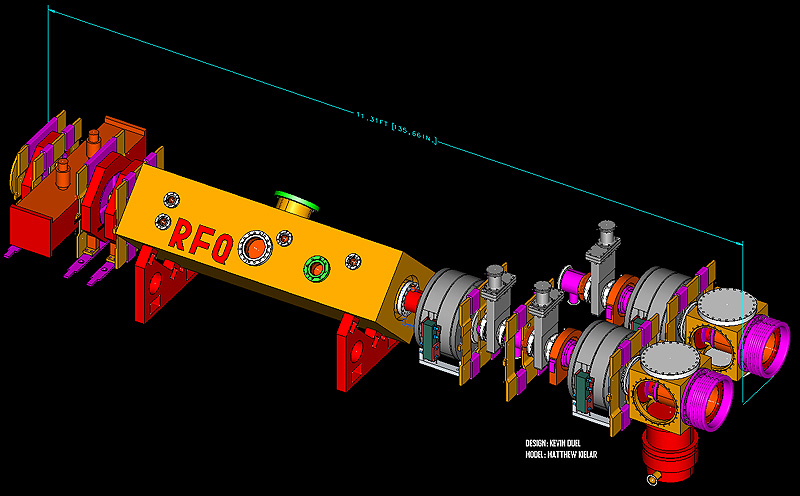 11.31FT [135.66IN.]
RFQ
DESIGN: KEVIN DUEL
MODEL: MATTHEW KIELAR